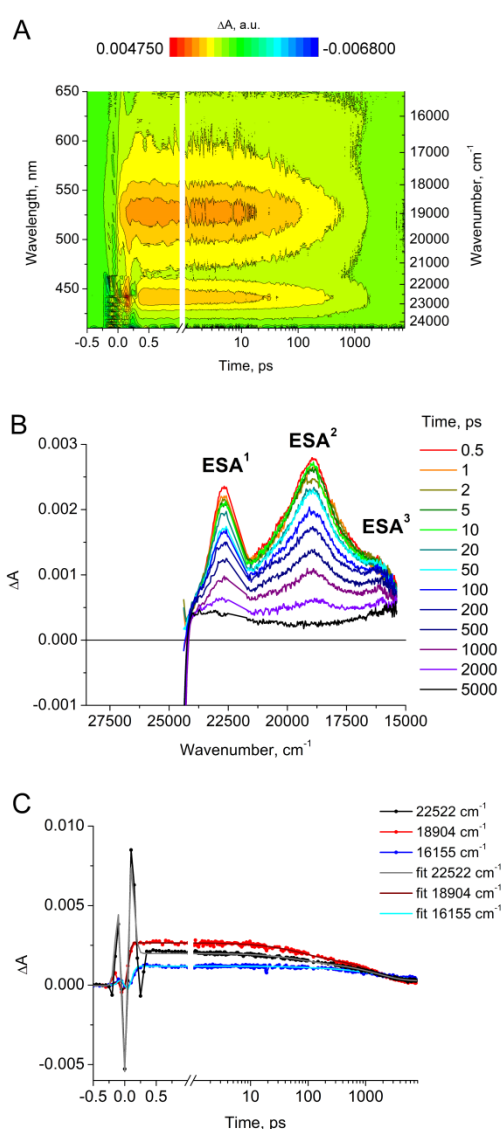 A
ΔA, a.u.
0.004750 -0.006800
650
600
550
500
450
Wavelength, nm
16000
17000
18000
19000
20000
21000
22000
23000
24000
Wavenumber, cm⁻¹
-0.5 0.0 0.5 10 100 1000
Time, ps
B
Time, ps
0.003
0.002
0.001
0.000
-0.001
ΔA
ESA¹
ESA²
ESA³
0.5
1
2
5
10
20
50
100
200
500
1000
2000
5000
27500 25000 22500 20000 17500 15000
Wavenumber, cm⁻¹
C
0.010
0.005
0.000
-0.005
ΔA
22522 cm⁻¹
18904 cm⁻¹
16155 cm⁻¹
fit 22522 cm⁻¹
fit 18904 cm⁻¹
fit 16155 cm⁻¹
-0.5 0.0 0.5 10 100 1000
Time, ps